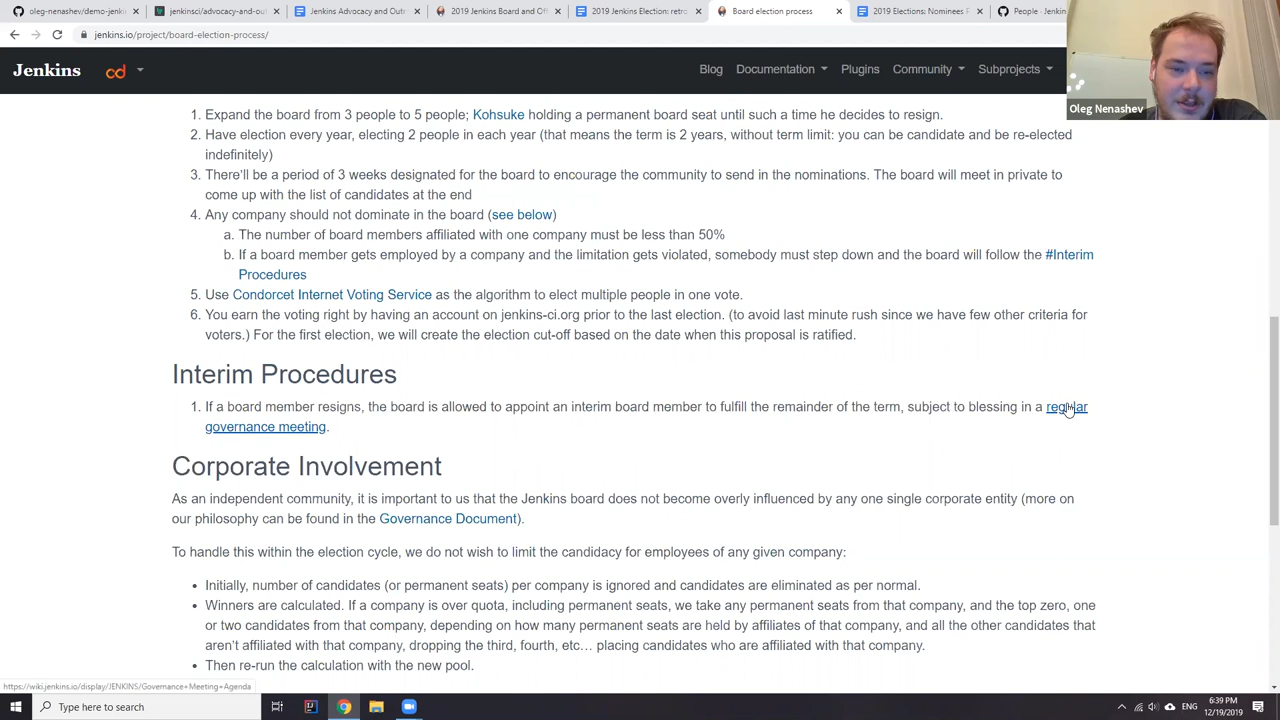 oleg-nenashev/demo-jenk
jenkinsci/advocacy-and-out
Jenkins Advocacy and Outr
2019 Jenkins Board and Of
2019 Jenkins Election: retro
Board election process
2019 Elections: Nominees P
People · Jenkin
jenkins.io/project/board-election-process/
Jenkins
cd
Blog Documentation Plugins Community Subprojects
Oleg Nenashev
1. Expand the board from 3 people to 5 people; Kohsuke holding a permanent board seat until such a time he decides to resign.
2. Have election every year, electing 2 people in each year (that means the term is 2 years, without term limit: you can be candidate and be re-elected
indefinitely)
3. There'll be a period of 3 weeks designated for the board to encourage the community to send in the nominations. The board will meet in private to
come up with the list of candidates at the end
4. Any company should not dominate in the board (see below)
a. The number of board members affiliated with one company must be less than 50%
b. If a board member gets employed by a company and the limitation gets violated, somebody must step down and the board will follow the #Interim
Procedures
5. Use Condorcet Internet Voting Service as the algorithm to elect multiple people in one vote.
6. You earn the voting right by having an account on jenkins-ci.org prior to the last election. (to avoid last minute rush since we have few other criteria for
voters.) For the first election, we will create the election cut-off based on the date when this proposal is ratified.
Interim Procedures
1. If a board member resigns, the board is allowed to appoint an interim board member to fulfill the remainder of the term, subject to blessing in a regular
governance meeting.
Corporate Involvement
As an independent community, it is important to us that the Jenkins board does not become overly influenced by any one single corporate entity (more on
our philosophy can be found in the Governance Document).
To handle this within the election cycle, we do not wish to limit the candidacy for employees of any given company:
• Initially, number of candidates (or permanent seats) per company is ignored and candidates are eliminated as per normal.
• Winners are calculated. If a company is over quota, including permanent seats, we take any permanent seats from that company, and the top zero, one
or two candidates from that company, depending on how many permanent seats are held by affiliates of that company, and all the other candidates that
aren't affiliated with that company, dropping the third, fourth, etc… placing candidates who are affiliated with that company.
• Then re-run the calculation with the new pool.
https://wiki.jenkins.io/display/JENKINS/Governance+Meeting+Agenda
Type here to search
ENG
6:39 PM
12/19/2019